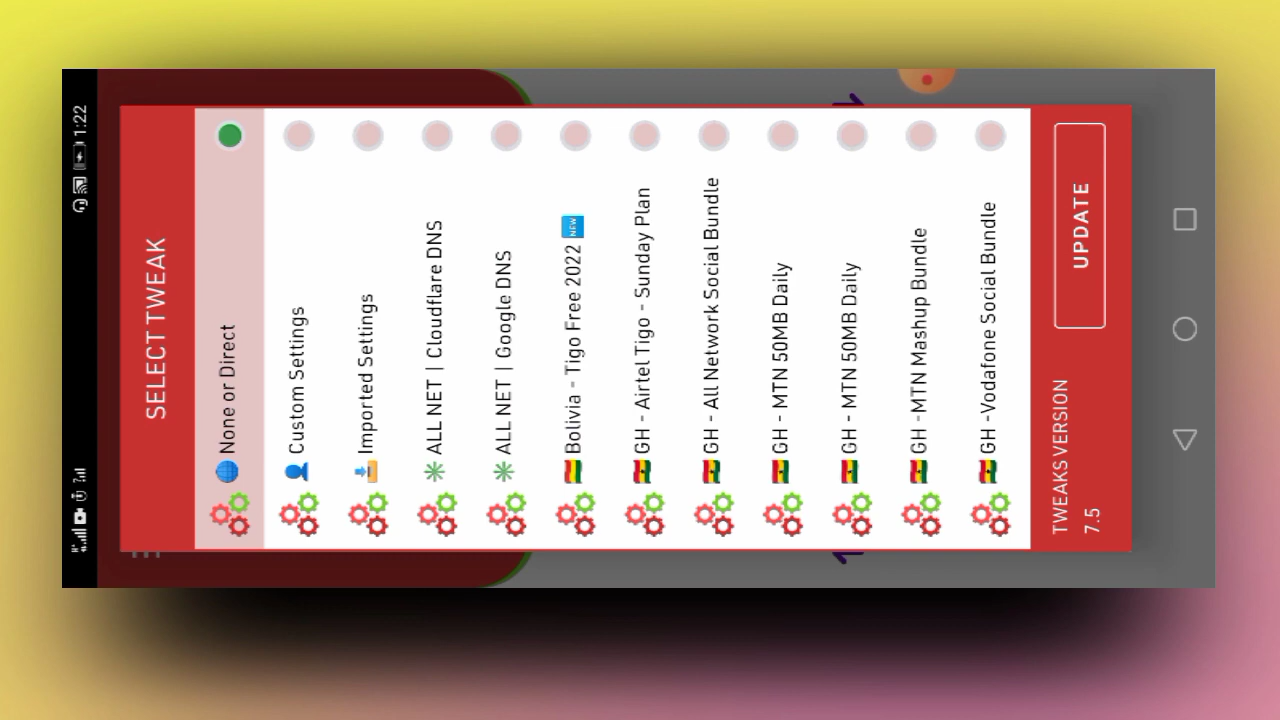 1:22
SELECT TWEAK
None or Direct
Custom Settings
Imported Settings
ALL NET | Cloudflare DNS
ALL NET | Google DNS
Bolivia - Tigo Free 2022 NEW
GH - Airtel Tigo - Sunday Plan
GH - All Network Social Bundle
GH - MTN 50MB Daily
GH - MTN 50MB Daily
GH -MTN Mashup Bundle
GH -Vodafone Social Bundle
TWEAKS VERSION
7.5
UPDATE